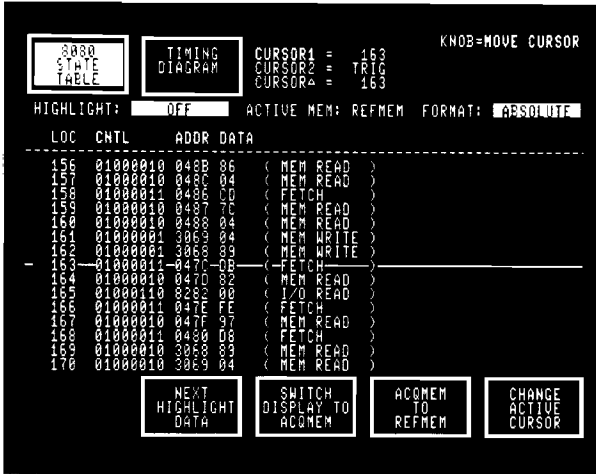 8080
STATE
TABLE
TIMING
DIAGRAM
CURSOR1 = 163
CURSOR2 = TRIG
CURSOR△ = 163
KNOB=MOVE CURSOR
HIGHLIGHT: OFF ACTIVE MEM: REFMEM FORMAT: ABSOLUTE
LOC CNTL ADDR DATA
156 01000010 048B 86 ( MEM READ )
157 01000010 048C 04 ( MEM READ )
158 01000011 0486 CD ( FETCH )
159 01000010 0487 7C ( MEM READ )
160 01000010 0488 04 ( MEM READ )
161 01000001 3069 04 ( MEM WRITE )
162 01000001 3068 89 ( MEM WRITE )
163 01000011 047C DB ( FETCH )
164 01000010 047D 82 ( MEM READ )
165 01000110 8282 00 ( I/O READ )
166 01000011 047E FE ( FETCH )
167 01000010 047F 97 ( MEM READ )
168 01000011 0480 D8 ( FETCH )
169 01000010 3068 89 ( MEM READ )
170 01000010 3069 04 ( MEM READ )
NEXT
HIGHLIGHT
DATA
SWITCH
DISPLAY TO
ACQMEM
ACQMEM
TO
REFMEM
CHANGE
ACTIVE
CURSOR